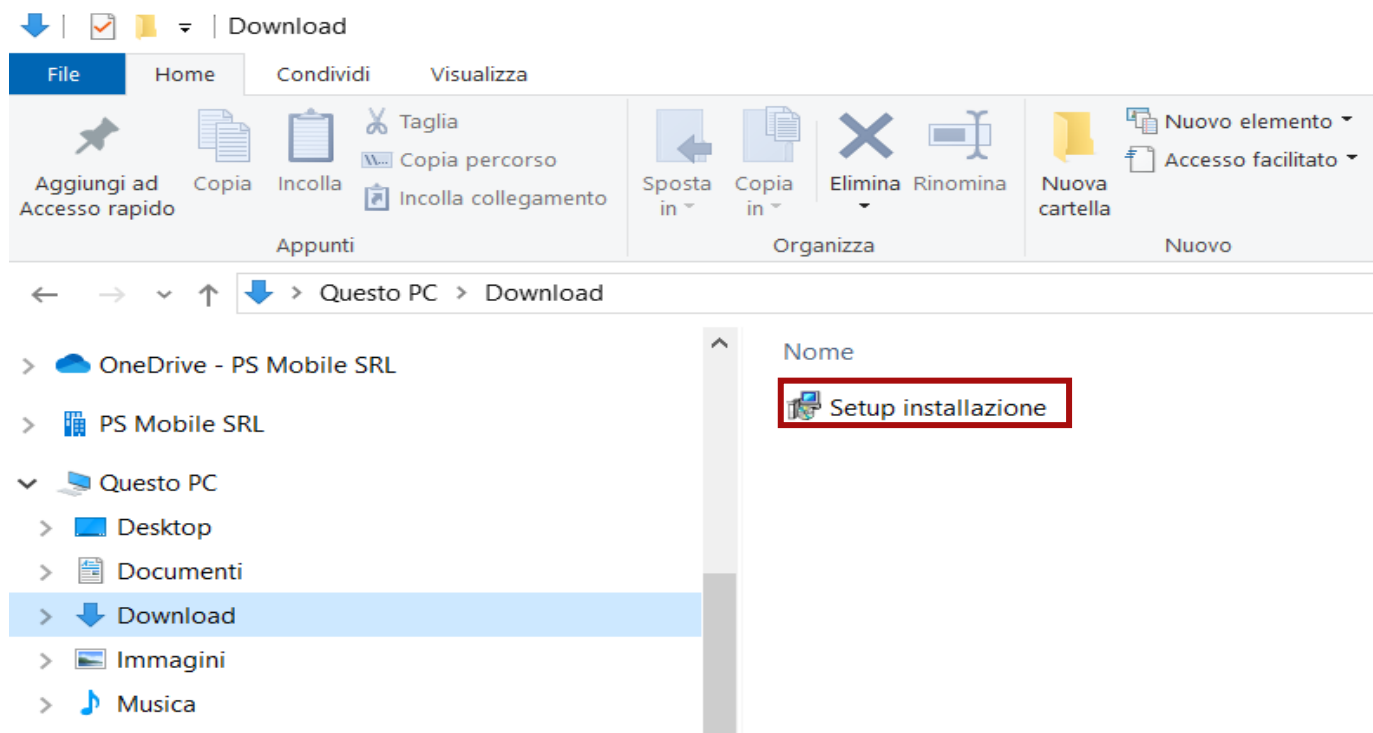 Download
File Home Condividi Visualizza
Aggiungi ad
Accesso rapido
Copia
Incolla
Taglia
Copia percorso
Incolla collegamento
Appunti
Sposta
in
Copia
in
Elimina
Rinomina
Organizza
Nuova
cartella
Nuovo elemento
Accesso facilitato
Nuovo
Questo PC > Download
OneDrive - PS Mobile SRL
PS Mobile SRL
Questo PC
Desktop
Documenti
Download
Immagini
Musica
Nome
Setup installazione